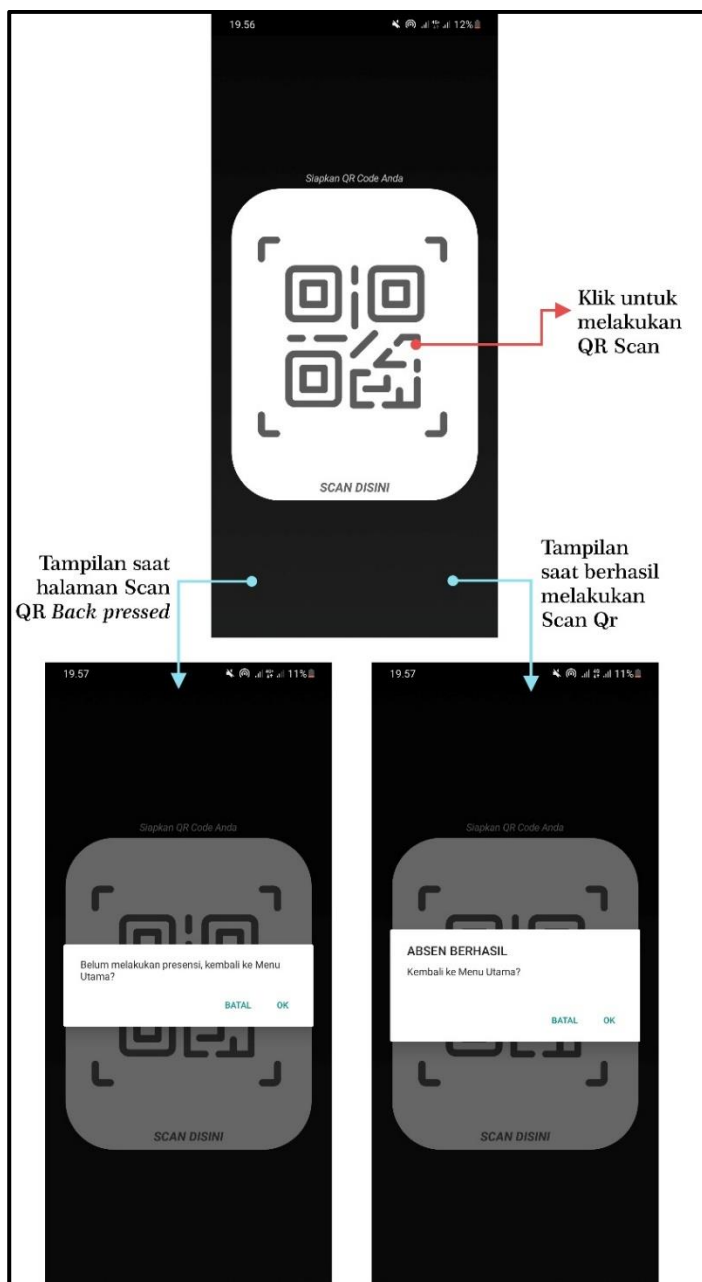 19.56
12%
Siapkan QR Code Anda
SCAN DISINI
Klik untuk
melakukan
QR Scan
Tampilan saat
halaman Scan
QR Back pressed
Tampilan
saat berhasil
melakukan
Scan Qr
19.57
11%
Siapkan QR Code Anda
Belum melakukan presensi, kembali ke Menu
Utama?
BATAL OK
SCAN DISINI
19.57
11%
Siapkan QR Code Anda
ABSEN BERHASIL
Kembali ke Menu Utama?
BATAL OK
SCAN DISINI